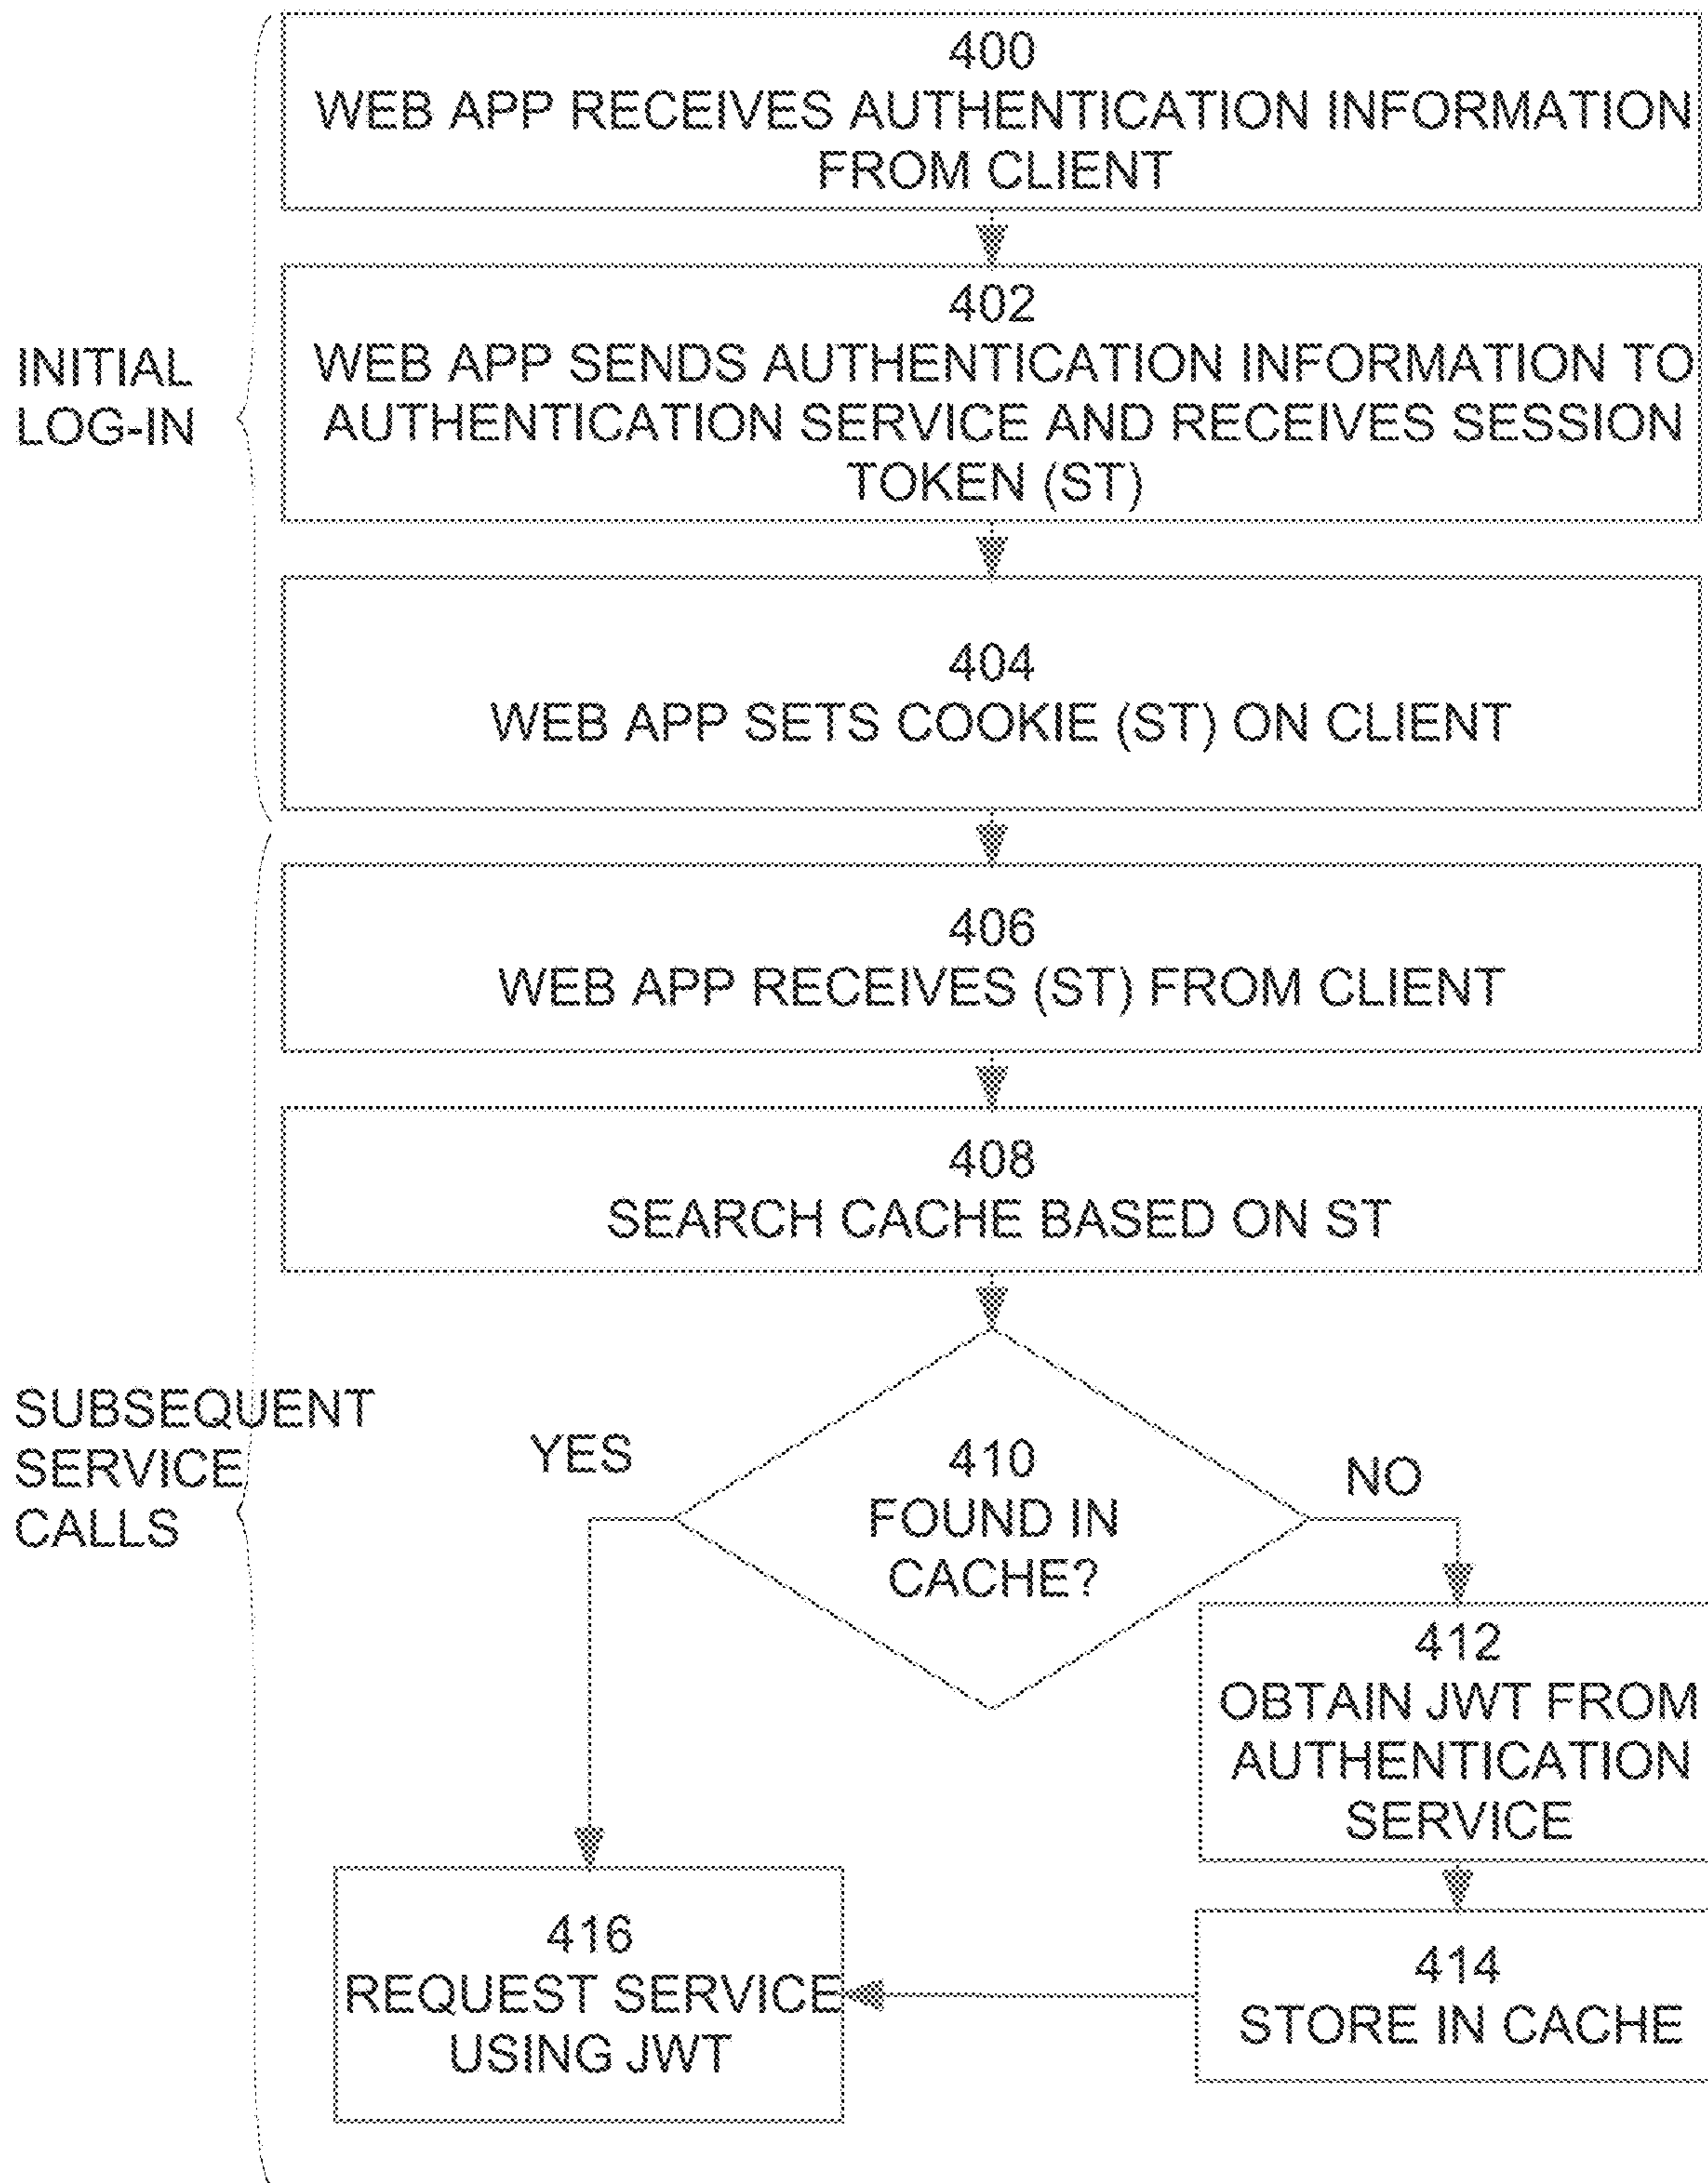 400
WEB APP RECEIVES AUTHENTICATION INFORMATION
FROM CLIENT
402
WEB APP SENDS AUTHENTICATION INFORMATION TO
AUTHENTICATION SERVICE AND RECEIVES SESSION
TOKEN (ST)
INITIAL
LOG-IN
404
WEB APP SETS COOKIE (ST) ON CLIENT
406
WEB APP RECEIVES (ST) FROM CLIENT
408
SEARCH CACHE BASED ON ST
SUBSEQUENT
SERVICE
CALLS
YES
410
FOUND IN
CACHE?
NO
412
OBTAIN JWT FROM
AUTHENTICATION
SERVICE
416
REQUEST SERVICE
USING JWT
414
STORE IN CACHE